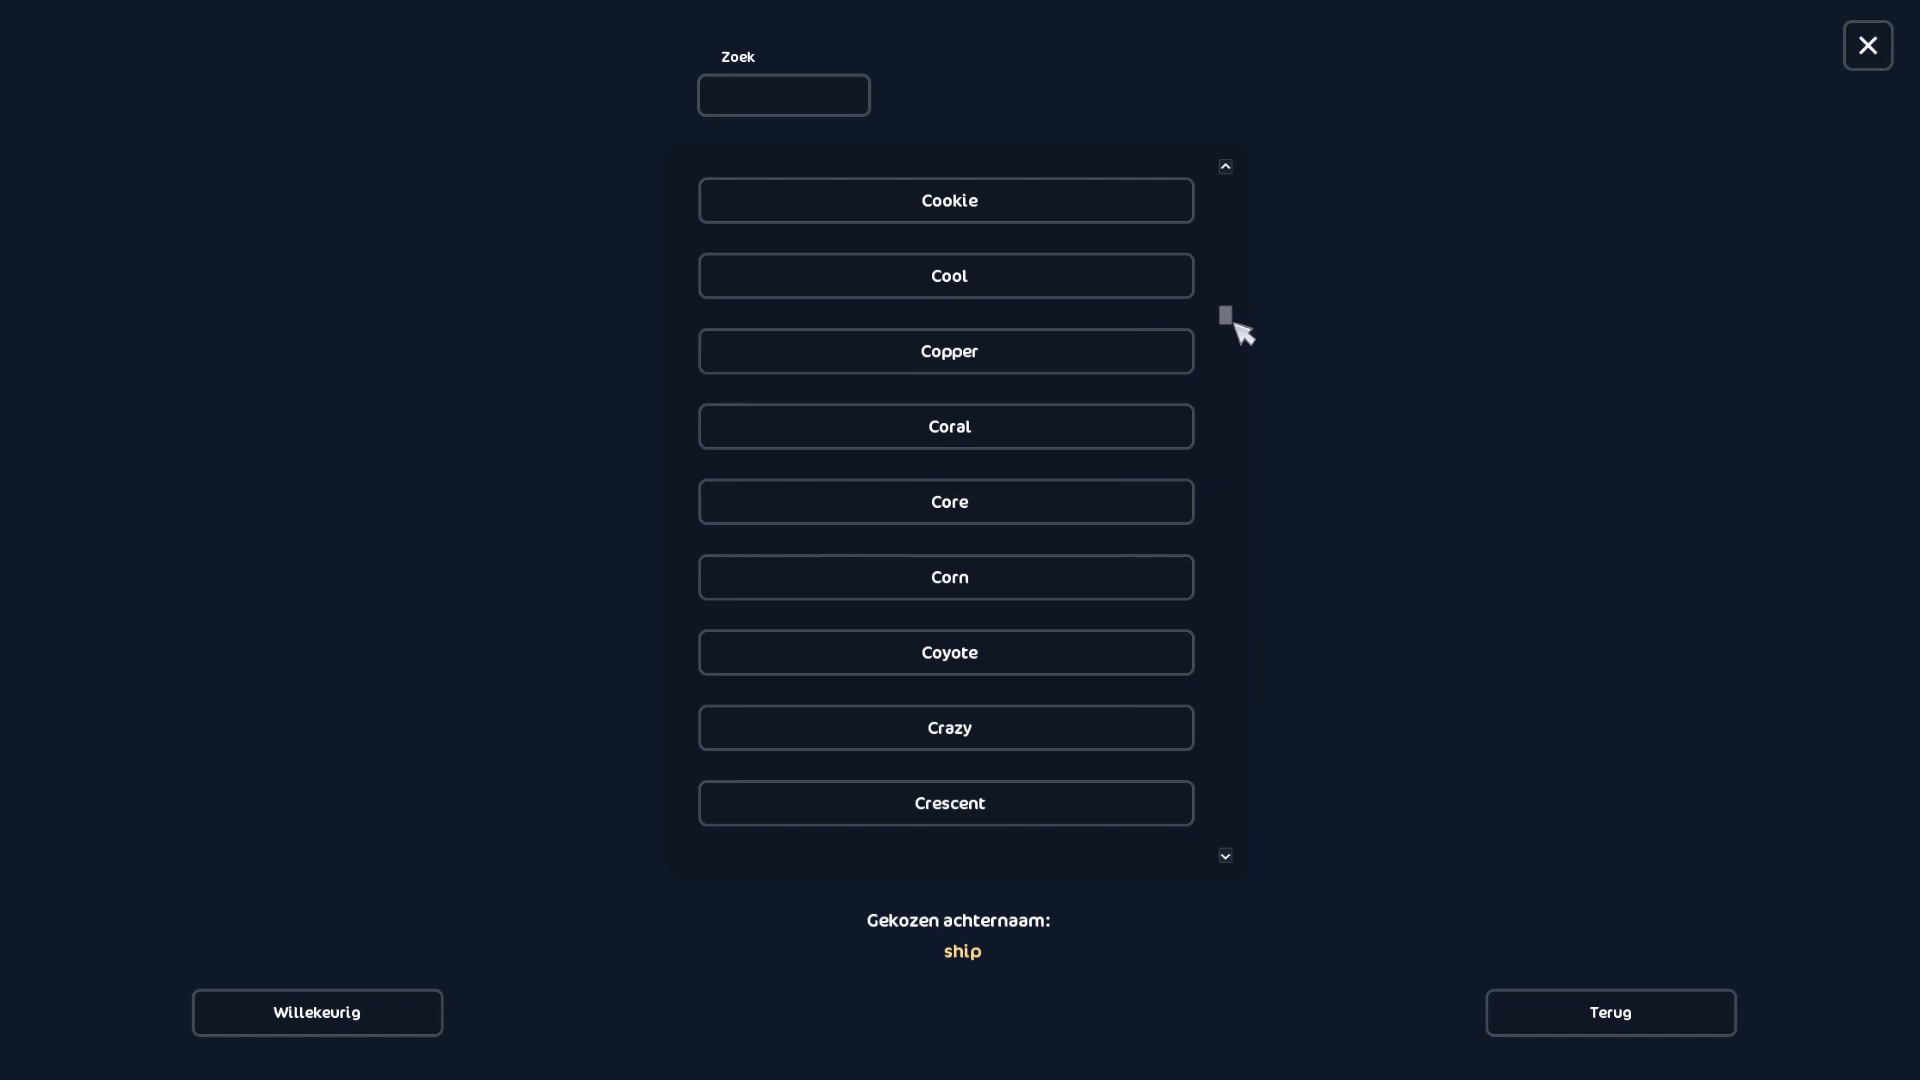 Zoek
Cookie
Cool
Copper
Coral
Core
Corn
Coyote
Crazy
Crescent
Gekozen achternaam:
ship
Willekeurig
Terug